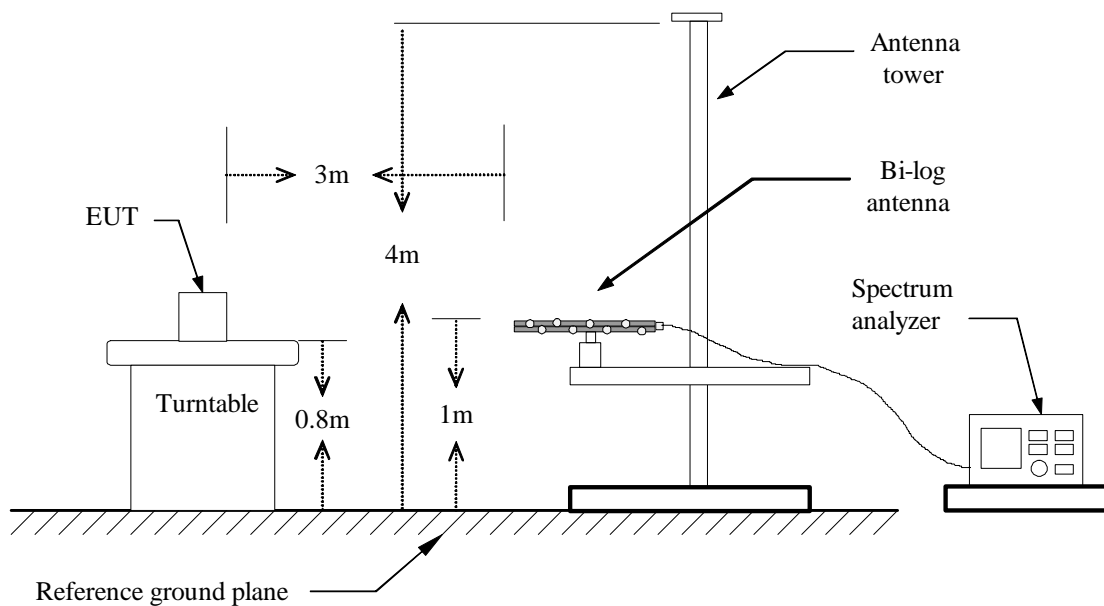 Antenna
tower
3m
Bi-log
antenna
EUT
4m
Spectrum
analyzer
Turntable
0.8m
1m
Reference ground plane